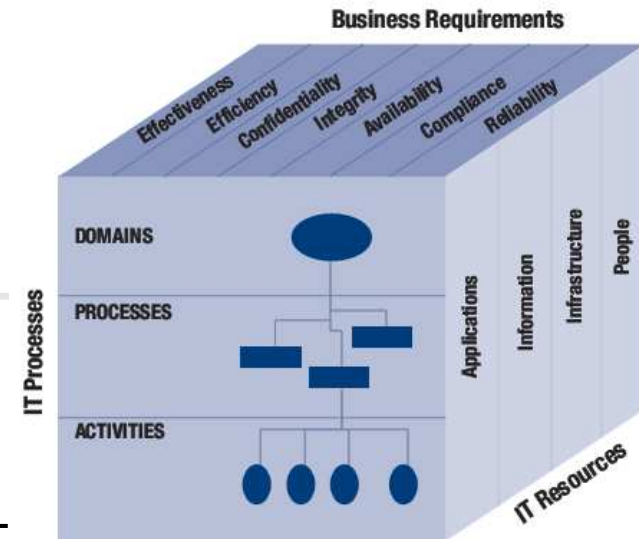 Business Requirements
Effectiveness
Efficiency
Confidentiality
Integrity
Availability
Compliance
Reliability
IT Processes
DOMAINS
PROCESSES
ACTIVITIES
Applications
Information
Infrastructure
People
IT Resources